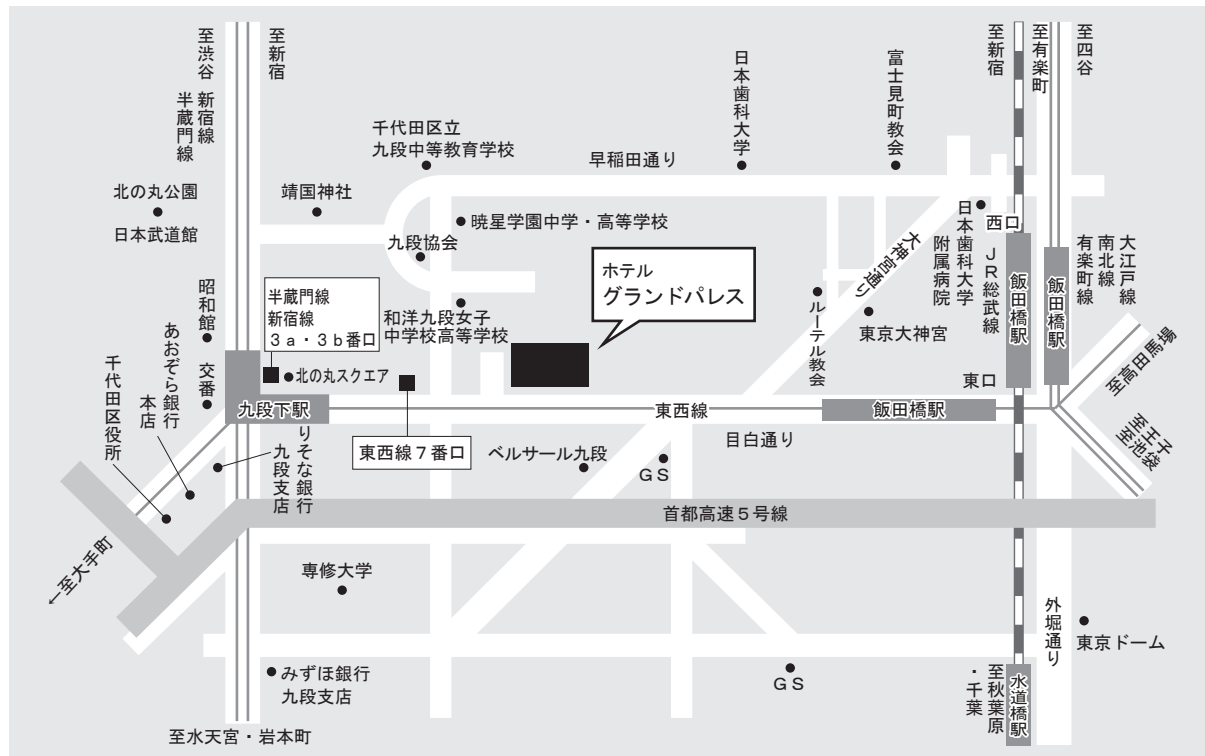 至渋谷
至新宿
新宿線
半蔵門線
千代田区立
九段中等教育学校
早稲田通り
日本歯科大学
富士見町教会
至新宿
至有楽町
至四谷
北の丸公園
日本武道館
靖国神社
暁星学園中学・高等学校
九段協会
ホテル
グランドパレス
大神宮通り
日本歯科大学
附属病院
西口
JR総武線
飯田橋駅
飯田橋駅
大江戸線
南北線
有楽町線
昭和館
半蔵門線
新宿線
3a・3b番口
和洋九段女子
中学校高等学校
ルーテル教会
東京大神宮
至高田馬場
あおぞら銀行
本店
千代田区役所
交番
北の丸スクエア
東口
九段下駅
東西線
飯田橋駅
至王子
至池袋
りそな銀行
九段支店
東西線7番口
ベルサール九段
GS
目白通り
首都高速5号線
←至大手町
専修大学
外堀通り
東京ドーム
みずほ銀行
九段支店
GS
至秋葉原
・千葉
水道橋駅
至水天宮・岩本町